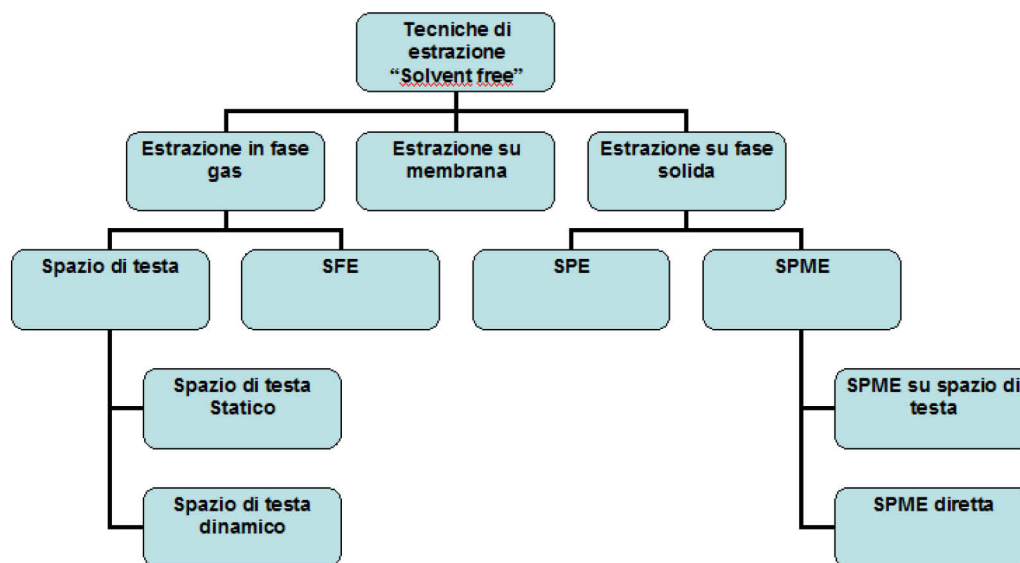 Tecniche di
estrazione
“Solvent free”
Estrazione in fase
gas
Estrazione su
membrana
Estrazione su fase
solida
Spazio di testa
SFE
SPE
SPME
Spazio di testa
Statico
SPME su spazio di
testa
Spazio di testa
dinamico
SPME diretta